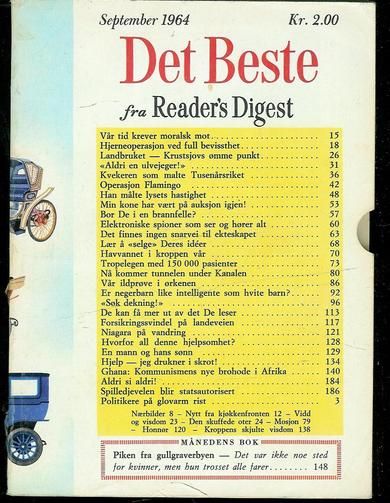 September 1964 Kr. 2.00
Det Beste
fra Reader's Digest
Vår tid krever moralsk mot. 15
Hjerneoperasjon ved full bevissthet 18
Landbruket — Krustsjovs ømme punkt 26
«Aldri en ulvejeger!» 31
Kvekeren som malte Tusenårsriket 36
Operasjon Flamingo 42
Han målte lysets hastighet 48
Min kone har vært på auksjon igjen! 53
Bor De i en brannfelle? 57
Elektroniske spioner som ser og hører alt 60
Det finnes ingen snarvei til ekteskapet 63
Lær å «selge» Deres idéer 68
Havvannet i kroppen vår 70
Tropelegen med 150 000 pasienter 73
Nå kommer tunnelen under Kanalen 80
Vår ildprøve i ørkenen 86
Er negerbarn like intelligente som hvite barn? 92
«Søk dekning!» 96
De kan få mer ut av det De leser 113
Forsikringssvindel på landeveien 117
Niagara på vandring 121
Hvorfor all denne hjelpsomhet? 128
En mann og hans sønn 129
Hjelp — jeg drukner i skrot! 134
Ghana: Kommunismens nye brohode i Afrika 140
Aldri si aldri! 184
Spilledjevelen blir statsautorisert 186
Politikere på glovarm rist 3
Nærbilder 8 — Nytt fra kjøkkenfronten 12 — Vidd
og visdom 23 — Den skuffede oter 24 — Mosjon 79
— Honnør 120 — Kroppens skjulte visdom 138
MÅNEDENS BOK
Piken fra gullgraverbyen — Det var ikke noe sted
for kvinner, men hun trosset alle farer 148